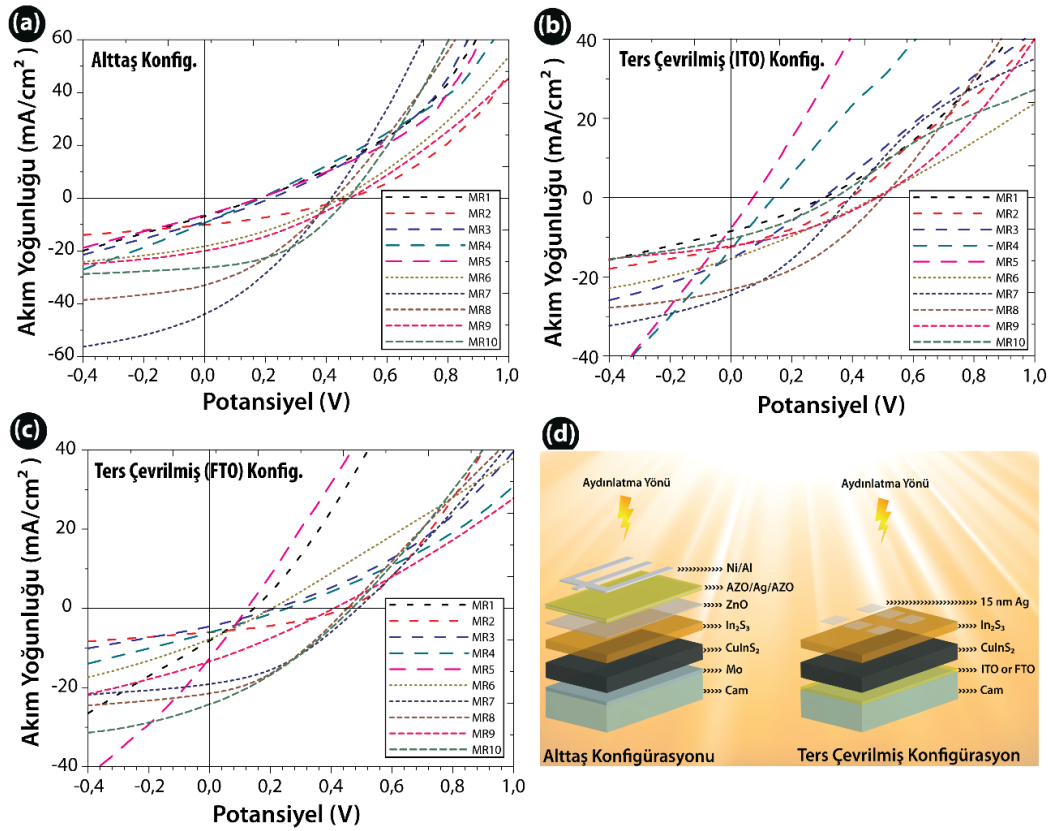 (a)
Alttaş Konfig.
Akım Yoğunluğu (mA/cm²)
60
40
20
0
-20
-40
-60
-0,4
-0,2
0,0
0,2
0,4
0,6
0,8
1,0
Potansiyel (V)
MR1
MR2
MR3
MR4
MR5
MR6
MR7
MR8
MR9
MR10
(b)
Ters Çevrilmiş (ITO) Konfig.
Akım Yoğunluğu (mA/cm²)
40
20
0
-20
-40
-0,4
-0,2
0,0
0,2
0,4
0,6
0,8
1,0
Potansiyel (V)
MR1
MR2
MR3
MR4
MR5
MR6
MR7
MR8
MR9
MR10
(c)
Ters Çevrilmiş (FTO) Konfig.
Akım Yoğunluğu (mA/cm²)
40
20
0
-20
-40
-0,4
-0,2
0,0
0,2
0,4
0,6
0,8
1,0
Potansiyel (V)
MR1
MR2
MR3
MR4
MR5
MR6
MR7
MR8
MR9
MR10
(d)
Aydınlatma Yönü
Ni/Al
AZO/Ag/AZO
ZnO
In₂S₃
CuInS₂
Mo
Cam
Alttaş Konfigürasyonu
Aydınlatma Yönü
15 nm Ag
In₂S₃
CuInS₂
ITO or FTO
Cam
Ters Çevrilmiş Konfigürasyon